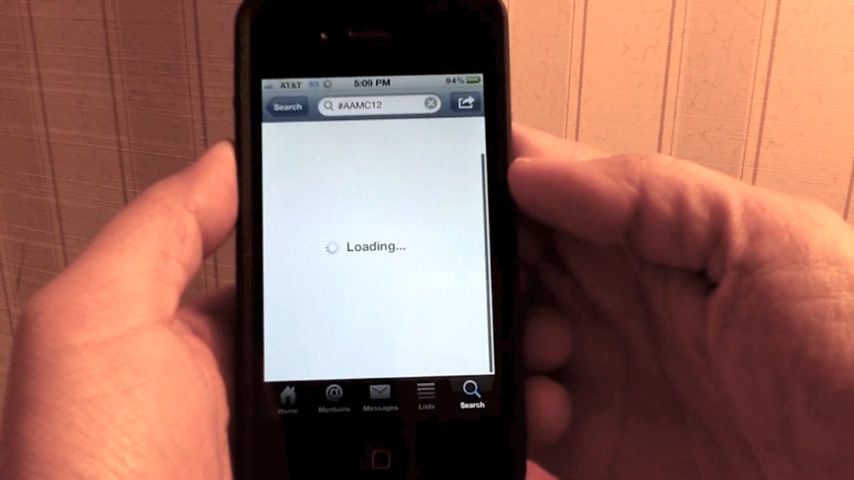 AT&T 3G 5:09 PM 94%
Search #AAMC12
Loading...
Home Mentions Messages Lists Search